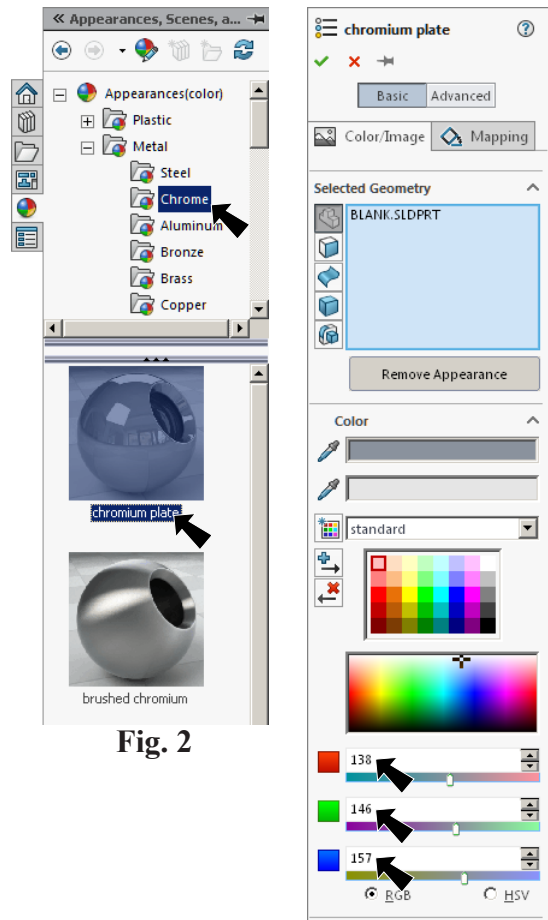 Appearances, Scenes, a...
Appearances(color)
Plastic
Metal
Steel
Chrome
Aluminum
Bronze
Brass
Copper
chromium plate
brushed chromium
Fig. 2
chromium plate
Basic Advanced
Color/Image Mapping
Selected Geometry
BLANK.SLDPRT
Remove Appearance
Color
standard
138
146
157
RGB HSV